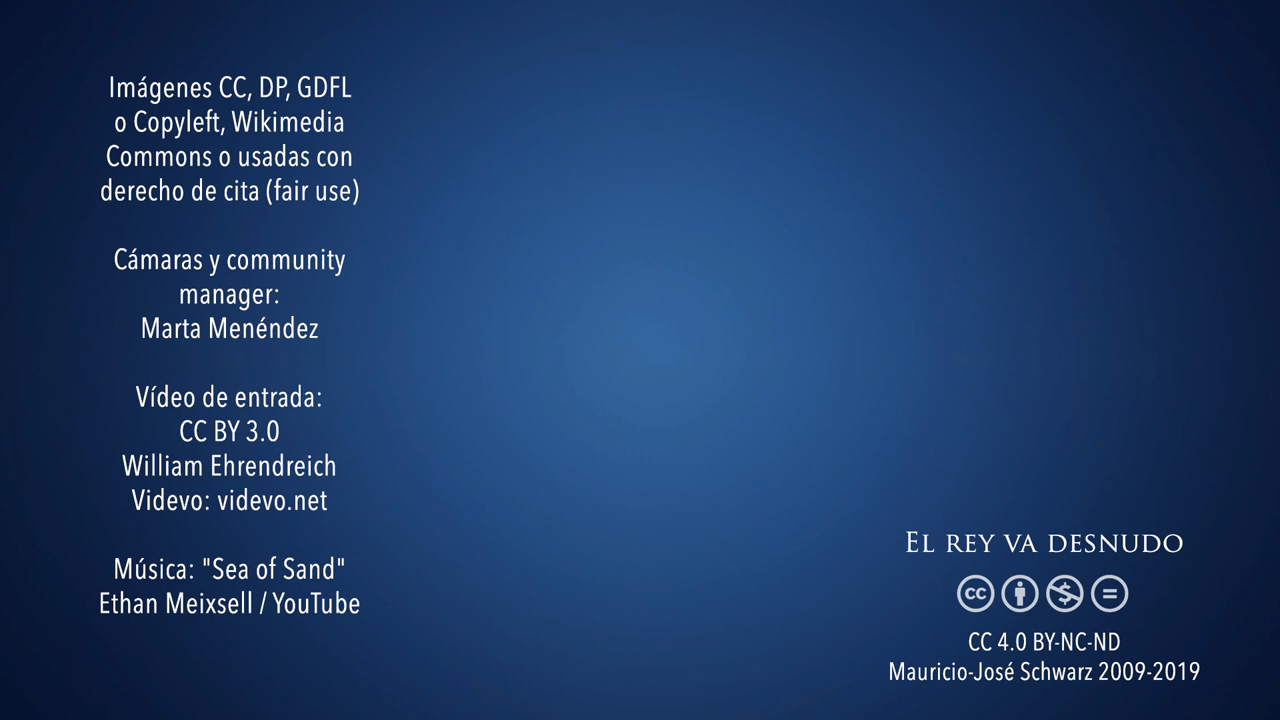 Imágenes CC, DP, GDFL
o Copyleft, Wikimedia
Commons o usadas con
derecho de cita (fair use)
Cámaras y community
manager:
Marta Menéndez
Vídeo de entrada:
CC BY 3.0
William Ehrendreich
Videvo: videvo.net
Música: "Sea of Sand"
Ethan Meixsell / YouTube
El rey va desnudo
cc
CC 4.0 BY-NC-ND
Mauricio-José Schwarz 2009-2019